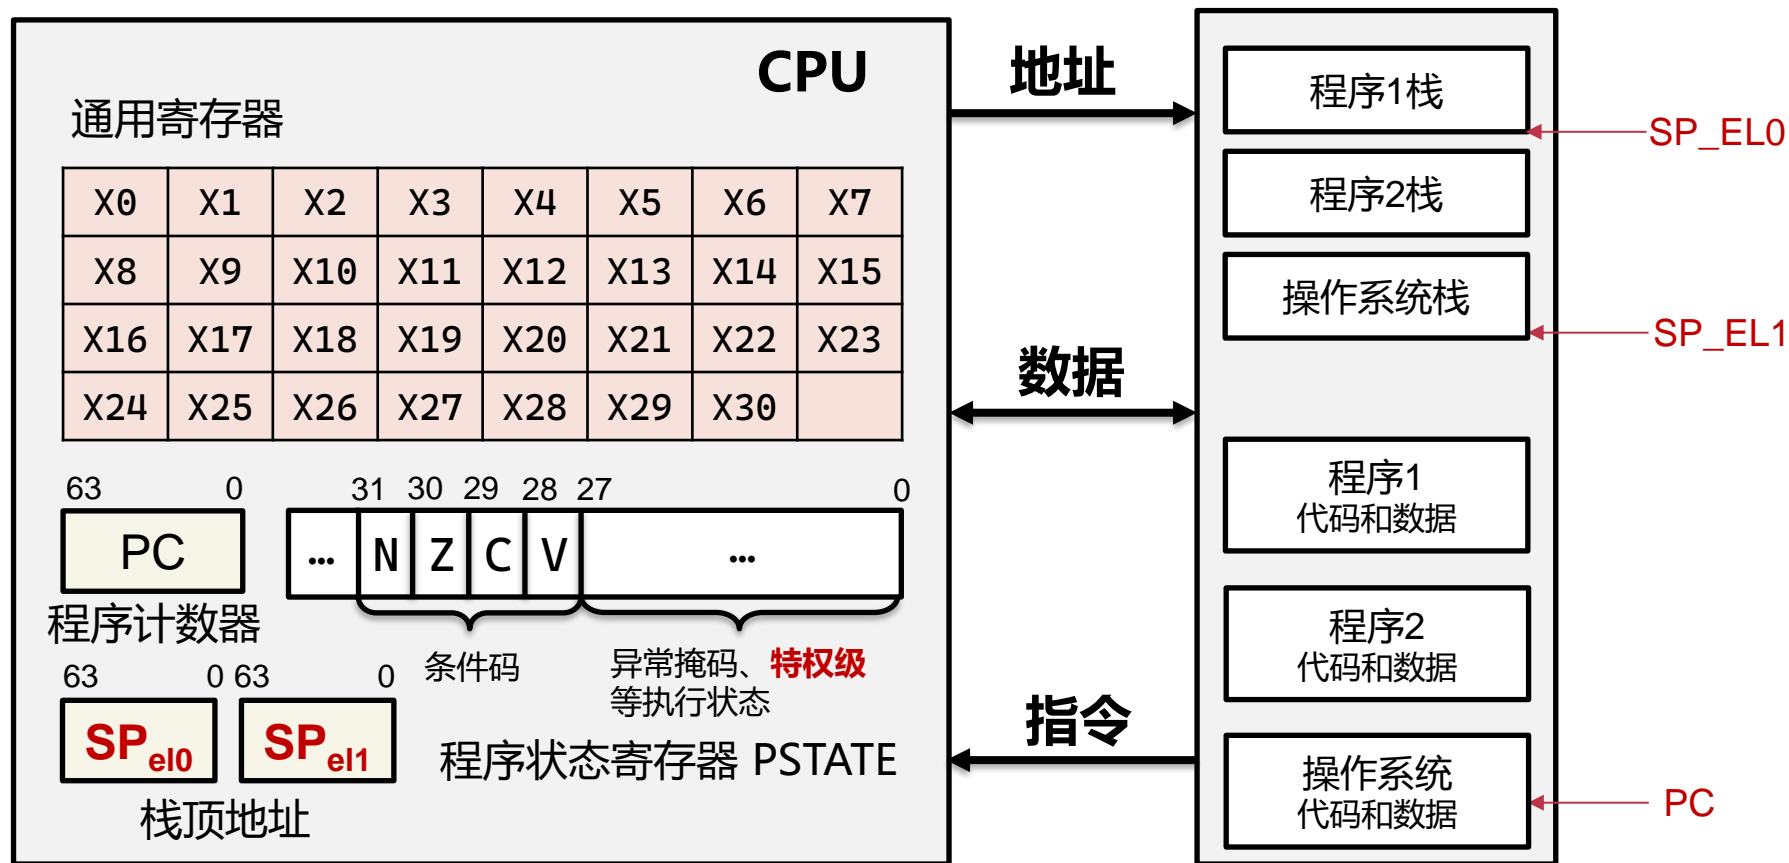 CPU
通用寄存器
X0 X1 X2 X3 X4 X5 X6 X7
X8 X9 X10 X11 X12 X13 X14 X15
X16 X17 X18 X19 X20 X21 X22 X23
X24 X25 X26 X27 X28 X29 X30
63 0
PC
程序计数器
31 30 29 28 27 0
... N Z C V ...
条件码
异常掩码、特权级
等执行状态
程序状态寄存器 PSTATE
63 0 63 0
SPel0 SPel1
栈顶地址
地址
数据
指令
程序1栈
程序2栈
操作系统栈
程序1
代码和数据
程序2
代码和数据
操作系统
代码和数据
SP_EL0
SP_EL1
PC